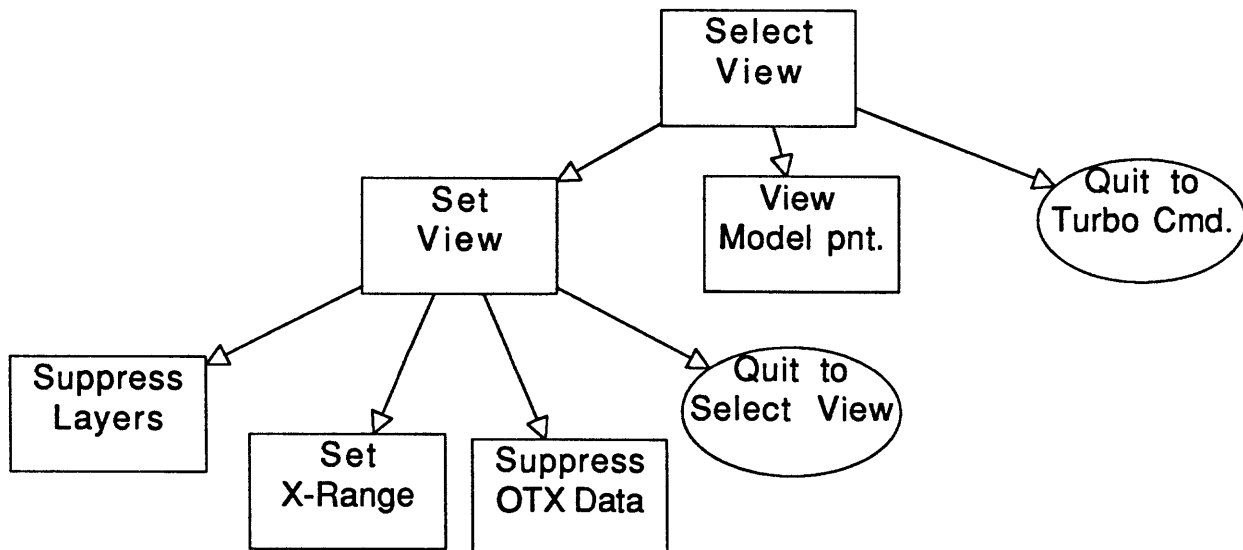 Select
View
Set
View
View
Model pnt.
Quit to
Turbo Cmd.
Suppress
Layers
Set
X-Range
Suppress
OTX Data
Quit to
Select View